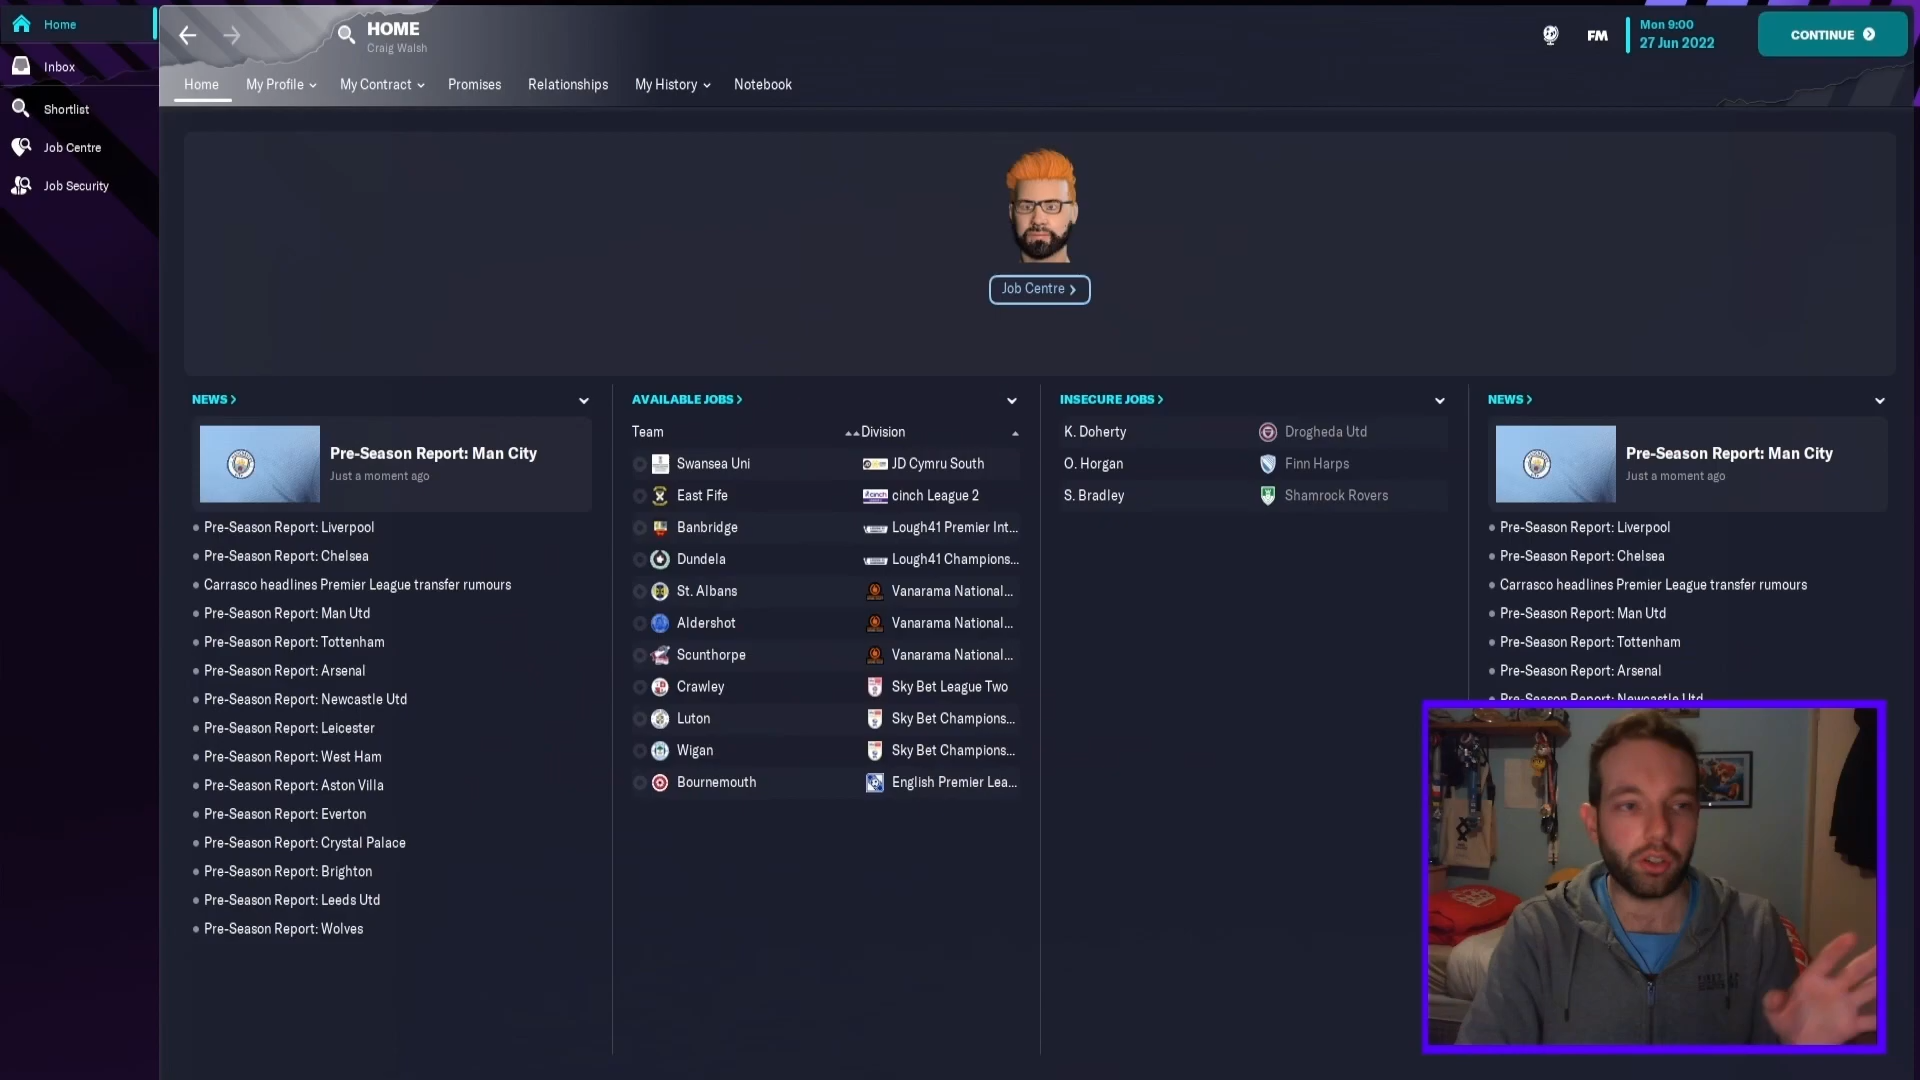 Home
Inbox
Shortlist
Job Centre
Job Security
HOME
Craig Walsh
FM
Mon 9:00
27 Jun 2022
CONTINUE
Home
My Profile
My Contract
Promises
Relationships
My History
Notebook
Job Centre
NEWS
Pre-Season Report: Man City
Just a moment ago
Pre-Season Report: Liverpool
Pre-Season Report: Chelsea
Carrasco headlines Premier League transfer rumours
Pre-Season Report: Man Utd
Pre-Season Report: Tottenham
Pre-Season Report: Arsenal
Pre-Season Report: Newcastle Utd
Pre-Season Report: Leicester
Pre-Season Report: West Ham
Pre-Season Report: Aston Villa
Pre-Season Report: Everton
Pre-Season Report: Crystal Palace
Pre-Season Report: Brighton
Pre-Season Report: Leeds Utd
Pre-Season Report: Wolves
AVAILABLE JOBS
Team Division
Swansea Uni JD Cymru South
East Fife cinch League 2
Banbridge Lough41 Premier Int...
Dundela Lough41 Champions...
St. Albans Vanarama National...
Aldershot Vanarama National...
Scunthorpe Vanarama National...
Crawley Sky Bet League Two
Luton Sky Bet Champions...
Wigan Sky Bet Champions...
Bournemouth English Premier Lea...
INSECURE JOBS
K. Doherty Drogheda Utd
O. Horgan Finn Harps
S. Bradley Shamrock Rovers
NEWS
Pre-Season Report: Man City
Just a moment ago
Pre-Season Report: Liverpool
Pre-Season Report: Chelsea
Carrasco headlines Premier League transfer rumours
Pre-Season Report: Man Utd
Pre-Season Report: Tottenham
Pre-Season Report: Arsenal
Pre-Season Report: Newcastle Utd